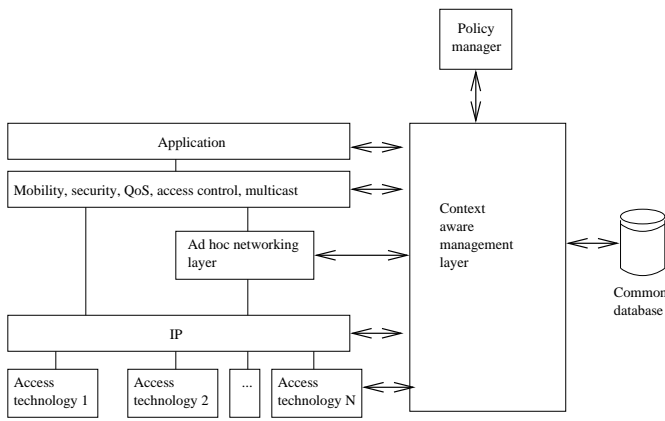 Policy
manager
Application
Mobility, security, QoS, access control, multicast
Ad hoc networking
layer
Context
aware
management
layer
Common
database
IP
Access
technology 1
Access
technology 2
...
Access
technology N